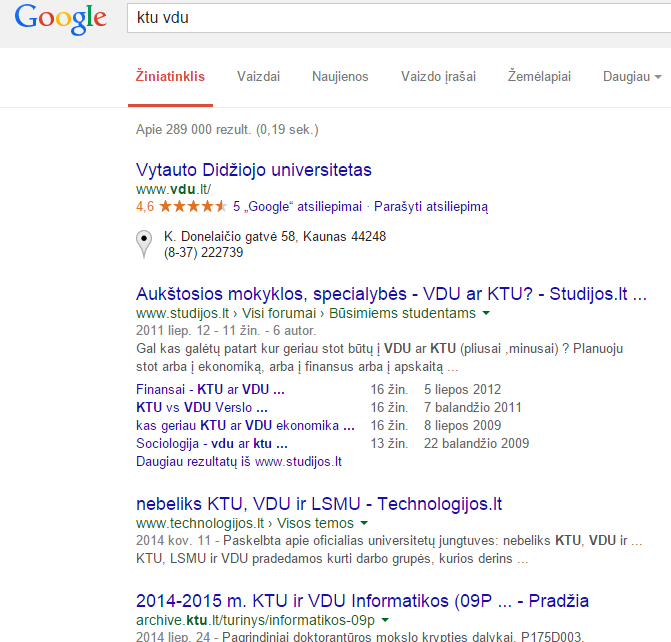 Google
ktu vdu
Žiniatinklis Vaizdai Naujienos Vaizdo įrašai Žemėlapiai Daugiau
Apie 289 000 rezult. (0,19 sek.)
Vytauto Didžiojo universitetas
www.vdu.lt/
4,6 5 „Google“ atsiliepimai · Parašyti atsiliepimą
K. Donelaičio gatvė 58, Kaunas 44248
(8-37) 222739
Aukštosios mokyklos, specialybės - VDU ar KTU? - Studijos.lt ...
www.studijos.lt › Visi forumai › Būsimiems studentams
2011 liep. 12 - 11 žin. - 6 autor.
Gal kas galėtų patart kur geriau stot būtų į VDU ar KTU (pliusai ,minusai) ? Planuoju
stot arba į ekonomiką, arba į finansus arba į apskaitą ...
Finansai - KTU ar VDU ... 16 žin. 5 liepos 2012
KTU vs VDU Verslo ... 16 žin. 7 balandžio 2011
kas geriau KTU ar VDU ekonomika ... 16 žin. 8 liepos 2009
Sociologija - vdu ar ktu ... 13 žin. 22 balandžio 2009
Daugiau rezultatų iš www.studijos.lt
nebeliks KTU, VDU ir LSMU - Technologijos.lt
www.technologijos.lt › Visos temos
2014 kov. 11 - Paskelbta apie oficialias universitetų jungtuves: nebeliks KTU, VDU ir ...
KTU, LSMU ir VDU pradedamos kurti darbo grupės, kurios derins ...
2014-2015 m. KTU ir VDU Informatikos (09P ... - Pradžia
archive.ktu.lt/turinys/informatikos-09p
2014 liep. 24 - Pagrindiniai doktorantūros mokslo krypties dalykai. P175D003.